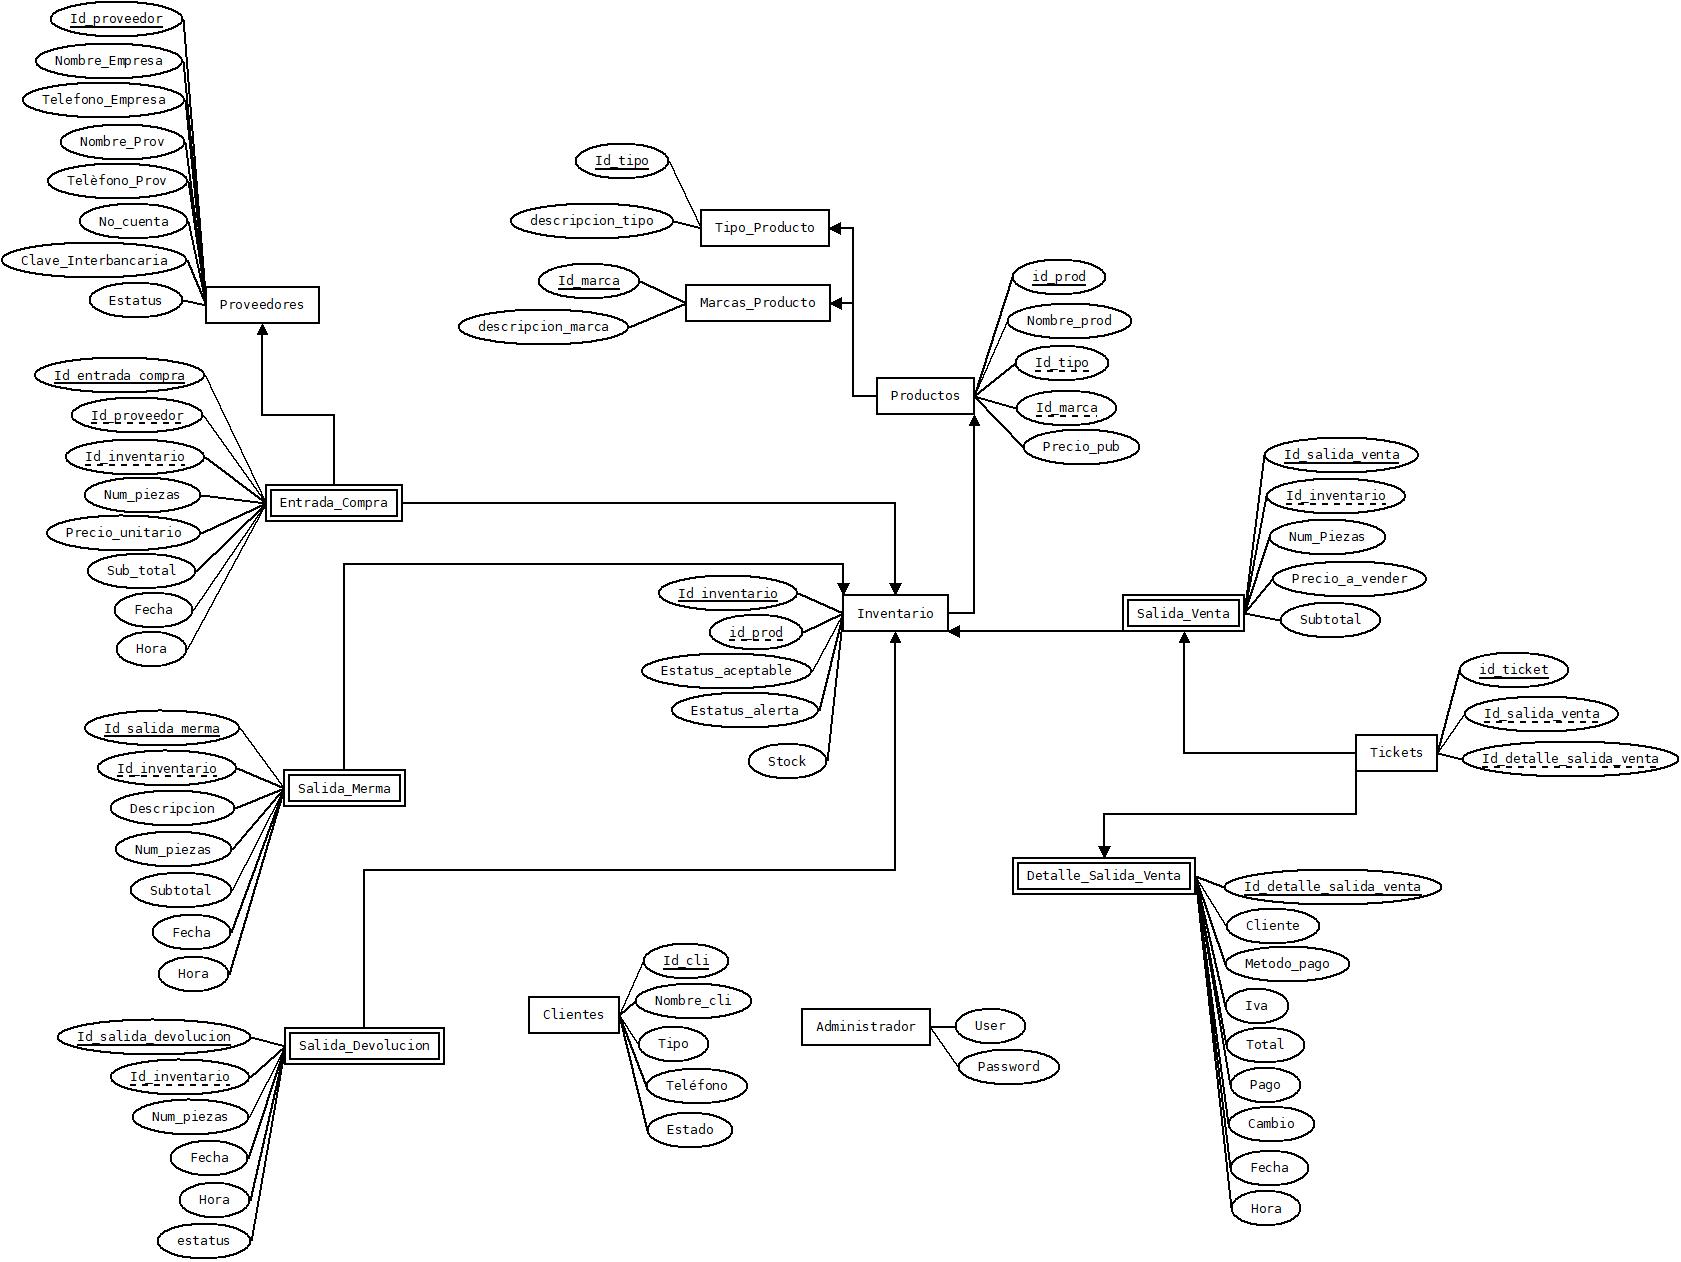 Id_proveedor
Nombre_Empresa
Telefono_Empresa
Nombre_Prov
Telèfono_Prov
No_cuenta
Clave_Interbancaria
Estatus
Proveedores
Id_tipo
descripcion_tipo
Tipo_Producto
Id_marca
descripcion_marca
Marcas_Producto
id_prod
Nombre_prod
Id_tipo
Id_marca
Precio_pub
Productos
Id_entrada_compra
Id_proveedor
Id_inventario
Num_piezas
Precio_unitario
Sub_total
Fecha
Hora
Entrada_Compra
Id_inventario
id_prod
Estatus_aceptable
Estatus_alerta
Stock
Inventario
Id_salida_venta
Id_inventario
Num_Piezas
Precio_a_vender
Subtotal
Salida_Venta
id_ticket
Id_salida_venta
Id_detalle_salida_venta
Tickets
Id_salida_merma
Id_inventario
Descripcion
Num_piezas
Subtotal
Fecha
Hora
Salida_Merma
Detalle_Salida_Venta
Id_detalle_salida_venta
Cliente
Metodo_pago
Iva
Total
Pago
Cambio
Fecha
Hora
Id_salida_devolucion
Id_inventario
Num_piezas
Fecha
Hora
estatus
Salida_Devolucion
Clientes
Id_cli
Nombre_cli
Tipo
Teléfono
Estado
Administrador
User
Password